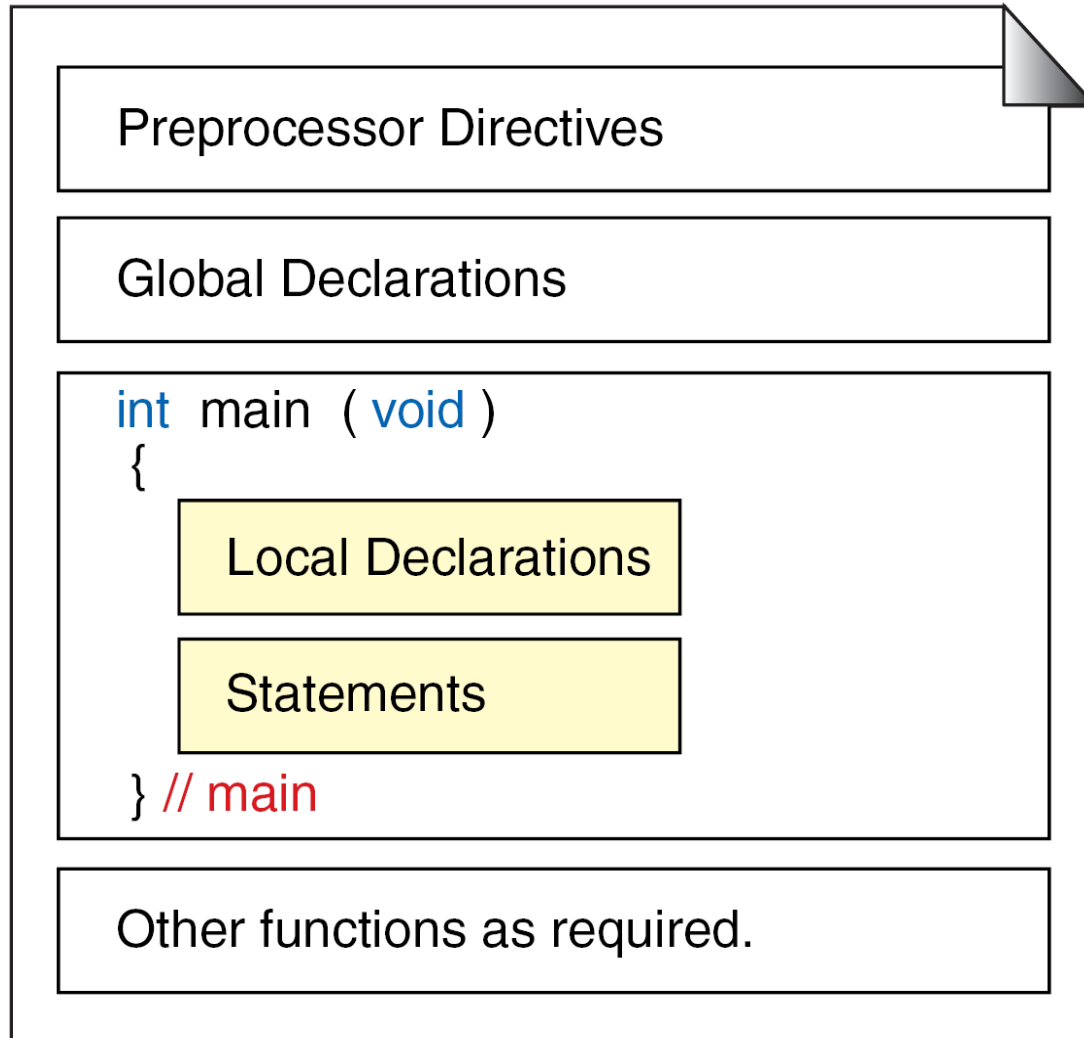 Preprocessor Directives
Global Declarations
int main ( void )
{
Local Declarations
Statements
} // main
Other functions as required.